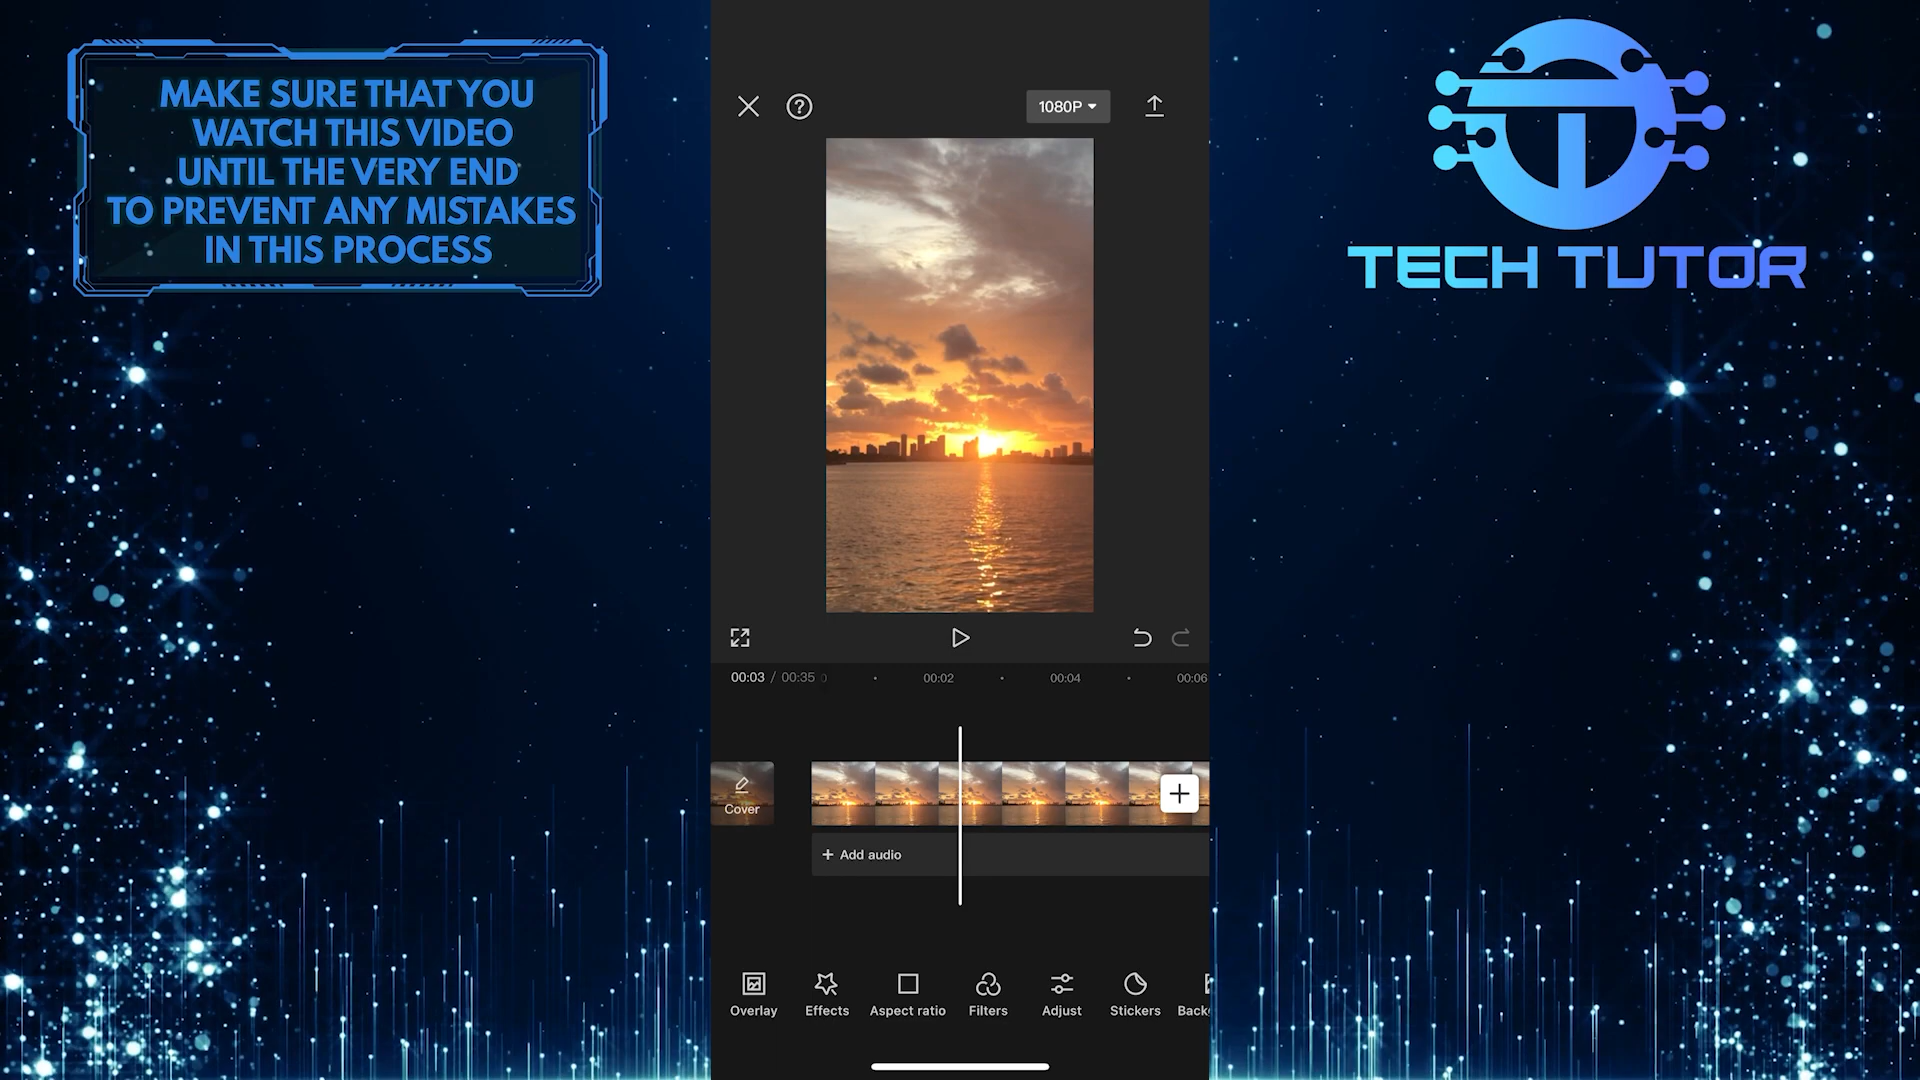 MAKE SURE THAT YOU
WATCH THIS VIDEO
UNTIL THE VERY END
TO PREVENT ANY MISTAKES
IN THIS PROCESS
TECH TUTOR
1080P
00:03 / 00:35
00:02
00:04
00:06
Cover
+ Add audio
Overlay
Effects
Aspect ratio
Filters
Adjust
Stickers